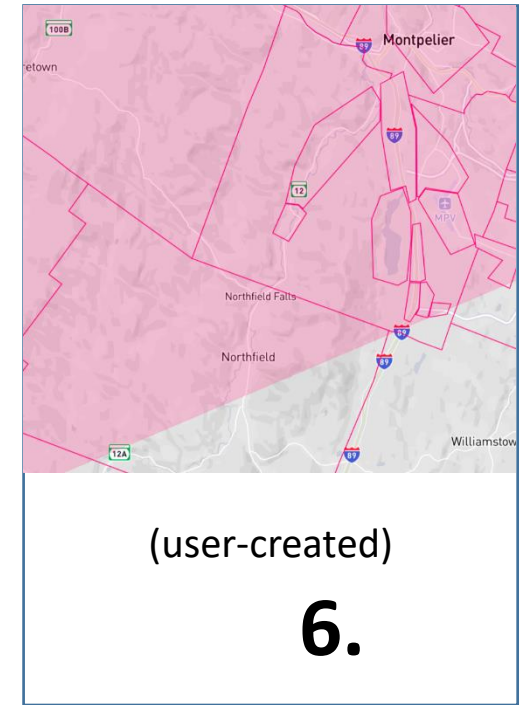 100B
Montpelier
89
etown
89
12
MPV
Northfield Falls
89
Northfield
89
Williamstow
12A
89
(user-created)
6.